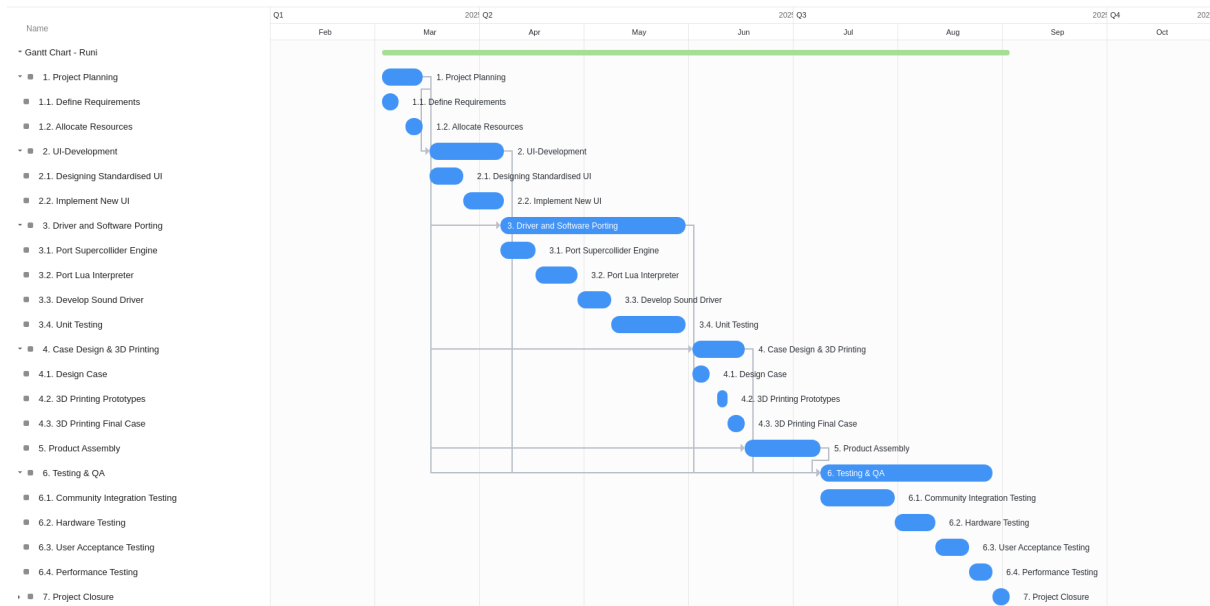 Q1 2025 Q2 2025 Q3 2025 Q4 202
Name
Feb Mar Apr May Jun Jul Aug Sep Oct
Gantt Chart - Runi
1. Project Planning 1. Project Planning
1.1. Define Requirements 1.1. Define Requirements
1.2. Allocate Resources 1.2. Allocate Resources
2. UI-Development 2. UI-Development
2.1. Designing Standardised UI 2.1. Designing Standardised UI
2.2. Implement New UI 2.2. Implement New UI
3. Driver and Software Porting 3. Driver and Software Porting
3.1. Port Supercollider Engine 3.1. Port Supercollider Engine
3.2. Port Lua Interpreter 3.2. Port Lua Interpreter
3.3. Develop Sound Driver 3.3. Develop Sound Driver
3.4. Unit Testing 3.4. Unit Testing
4. Case Design & 3D Printing 4. Case Design & 3D Printing
4.1. Design Case 4.1. Design Case
4.2. 3D Printing Prototypes 4.2. 3D Printing Prototypes
4.3. 3D Printing Final Case 4.3. 3D Printing Final Case
5. Product Assembly 5. Product Assembly
6. Testing & QA 6. Testing & QA
6.1. Community Integration Testing 6.1. Community Integration Testing
6.2. Hardware Testing 6.2. Hardware Testing
6.3. User Acceptance Testing 6.3. User Acceptance Testing
6.4. Performance Testing 6.4. Performance Testing
7. Project Closure 7. Project Closure